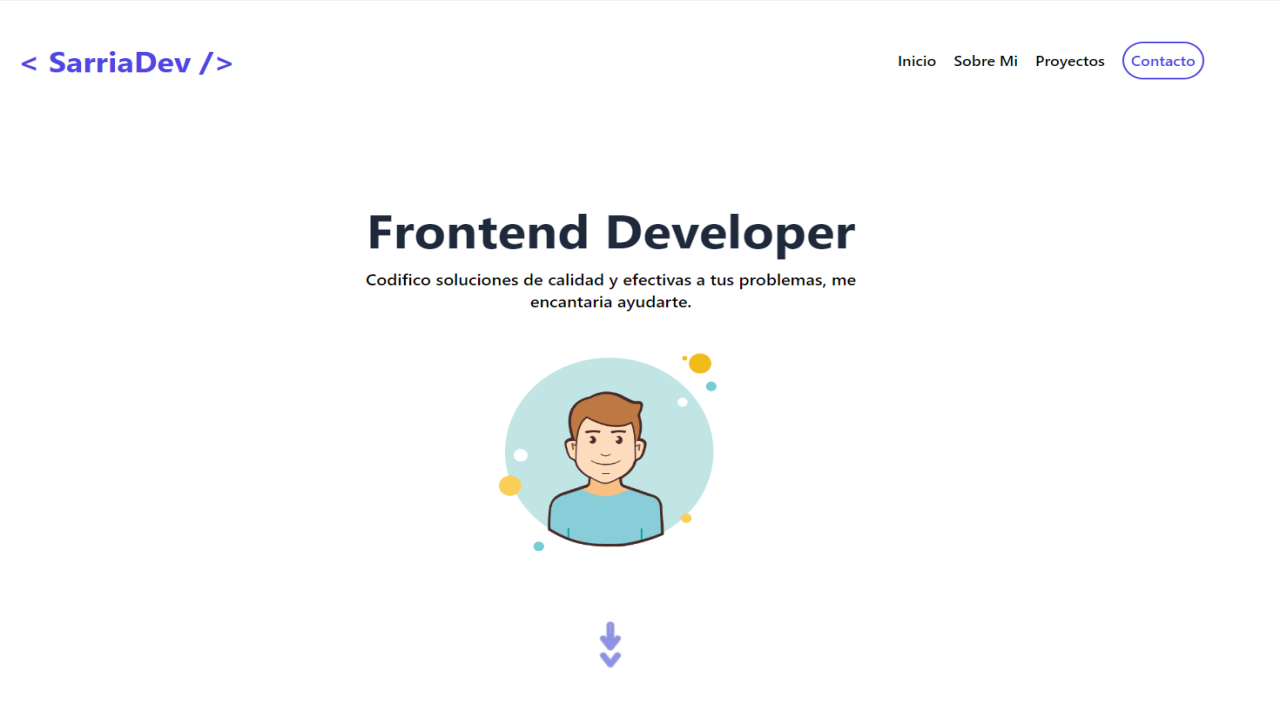 < SarriaDev />
Inicio Sobre Mi Proyectos Contacto
Frontend Developer
Codifico soluciones de calidad y efectivas a tus problemas, me
encantaria ayudarte.